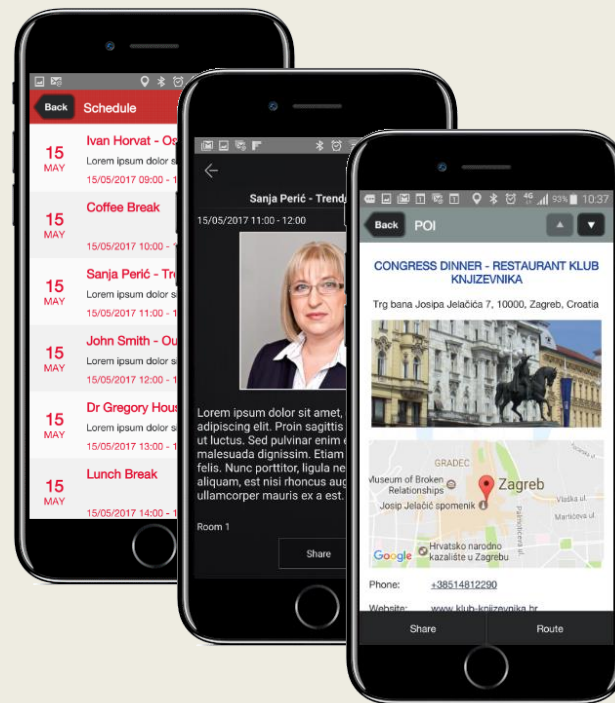 Back Schedule
15
MAY
Ivan Horvat - Os
Lorem ipsum dolor s
15/05/2017 09:00 - 1
Coffee Break
15/05/2017 10:00 -
15
MAY
Sanja Perić - Tre
Lorem ipsum dolor s
15/05/2017 11:00 - 1
15
MAY
John Smith - Ou
Lorem ipsum dolor s
15/05/2017 12:00 - 1
15
MAY
Dr Gregory Hous
Lorem ipsum dolor s
15/05/2017 13:00 - 1
15
MAY
Lunch Break
15/05/2017 14:00 - 1
15
MAY
Sanja Perić - Trend
15/05/2017 11:00 - 12:00
Lorem ipsum dolor sit amet,
adipiscing elit. Proin sagittis
ut luctus. Sed pulvinar enim
malesuada dignissim. Etiam
felis. Nunc porttitor, ligula ne
aliquam, est nisi rhoncus aug
ullamcorper mauris ex a est.
Room 1
Share
4G 93% 10:37
Back POI
CONGRESS DINNER - RESTAURANT KLUB
KNJIZEVNIKA
Trg bana Josipa Jelačića 7, 10000, Zagreb, Croatia
GRADEC
Museum of Broken
Relationships
Zagreb
Josip Jelačić spomenik
Vlaška ul.
Martićeva ul.
Google
Hrvatsko narodno
kazalište u Zagrebu
Phone: +38514812290
Website: www.klub-knjizevnika.hr
Share Route